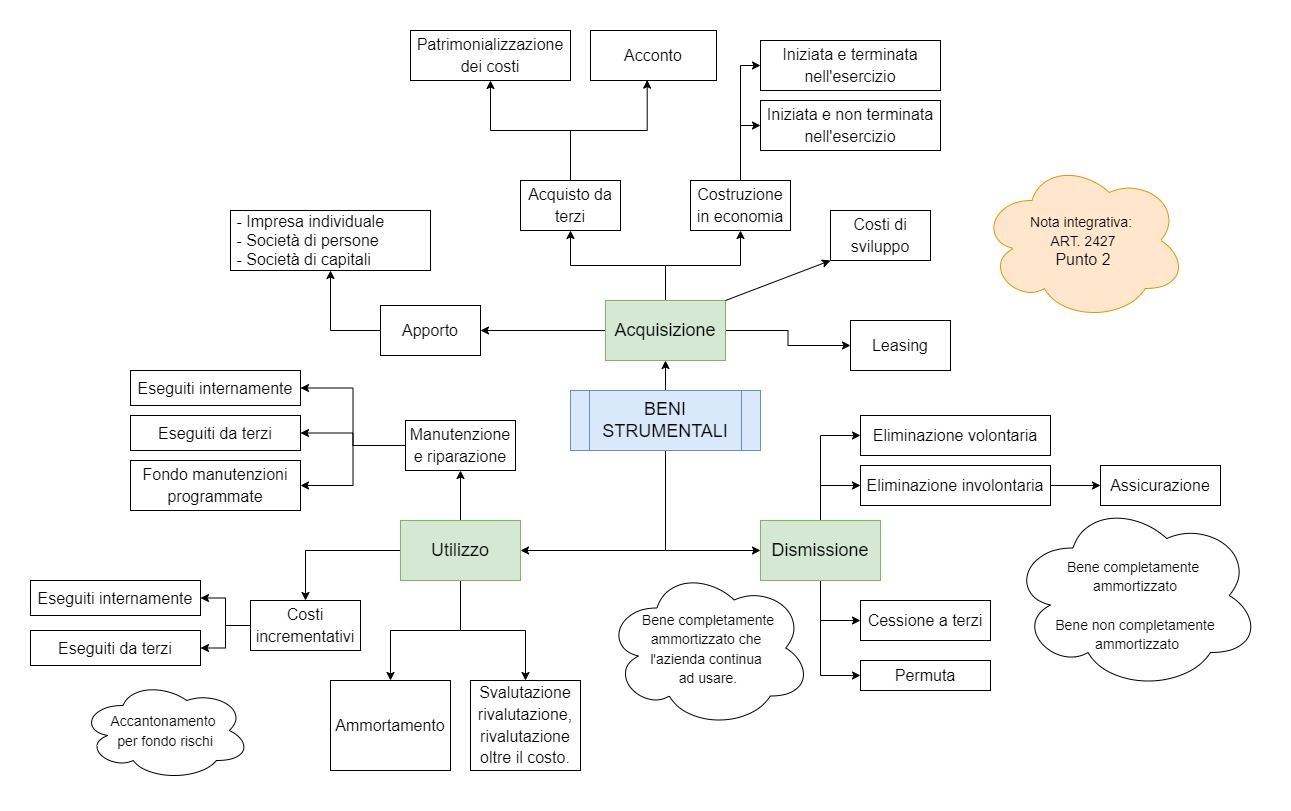 Patrimonializzazione
dei costi
Acconto
Iniziata e terminata
nell'esercizio
Iniziata e non terminata
nell'esercizio
Acquisto da
terzi
Costruzione
in economia
- Impresa individuale
- Società di persone
- Società di capitali
Costi di
sviluppo
Nota integrativa:
ART. 2427
Punto 2
Apporto
Acquisizione
Leasing
Eseguiti internamente
Eseguiti da terzi
Fondo manutenzioni
programmate
Manutenzione
e riparazione
BENI
STRUMENTALI
Eliminazione volontaria
Eliminazione involontaria
Assicurazione
Utilizzo
Dismissione
Bene completamente
ammortizzato
Bene non completamente
ammortizzato
Eseguiti internamente
Eseguiti da terzi
Costi
incrementativi
Bene completamente
ammortizzato che
l'azienda continua
ad usare.
Cessione a terzi
Permuta
Accantonamento
per fondo rischi
Ammortamento
Svalutazione
rivalutazione,
rivalutazione
oltre il costo.